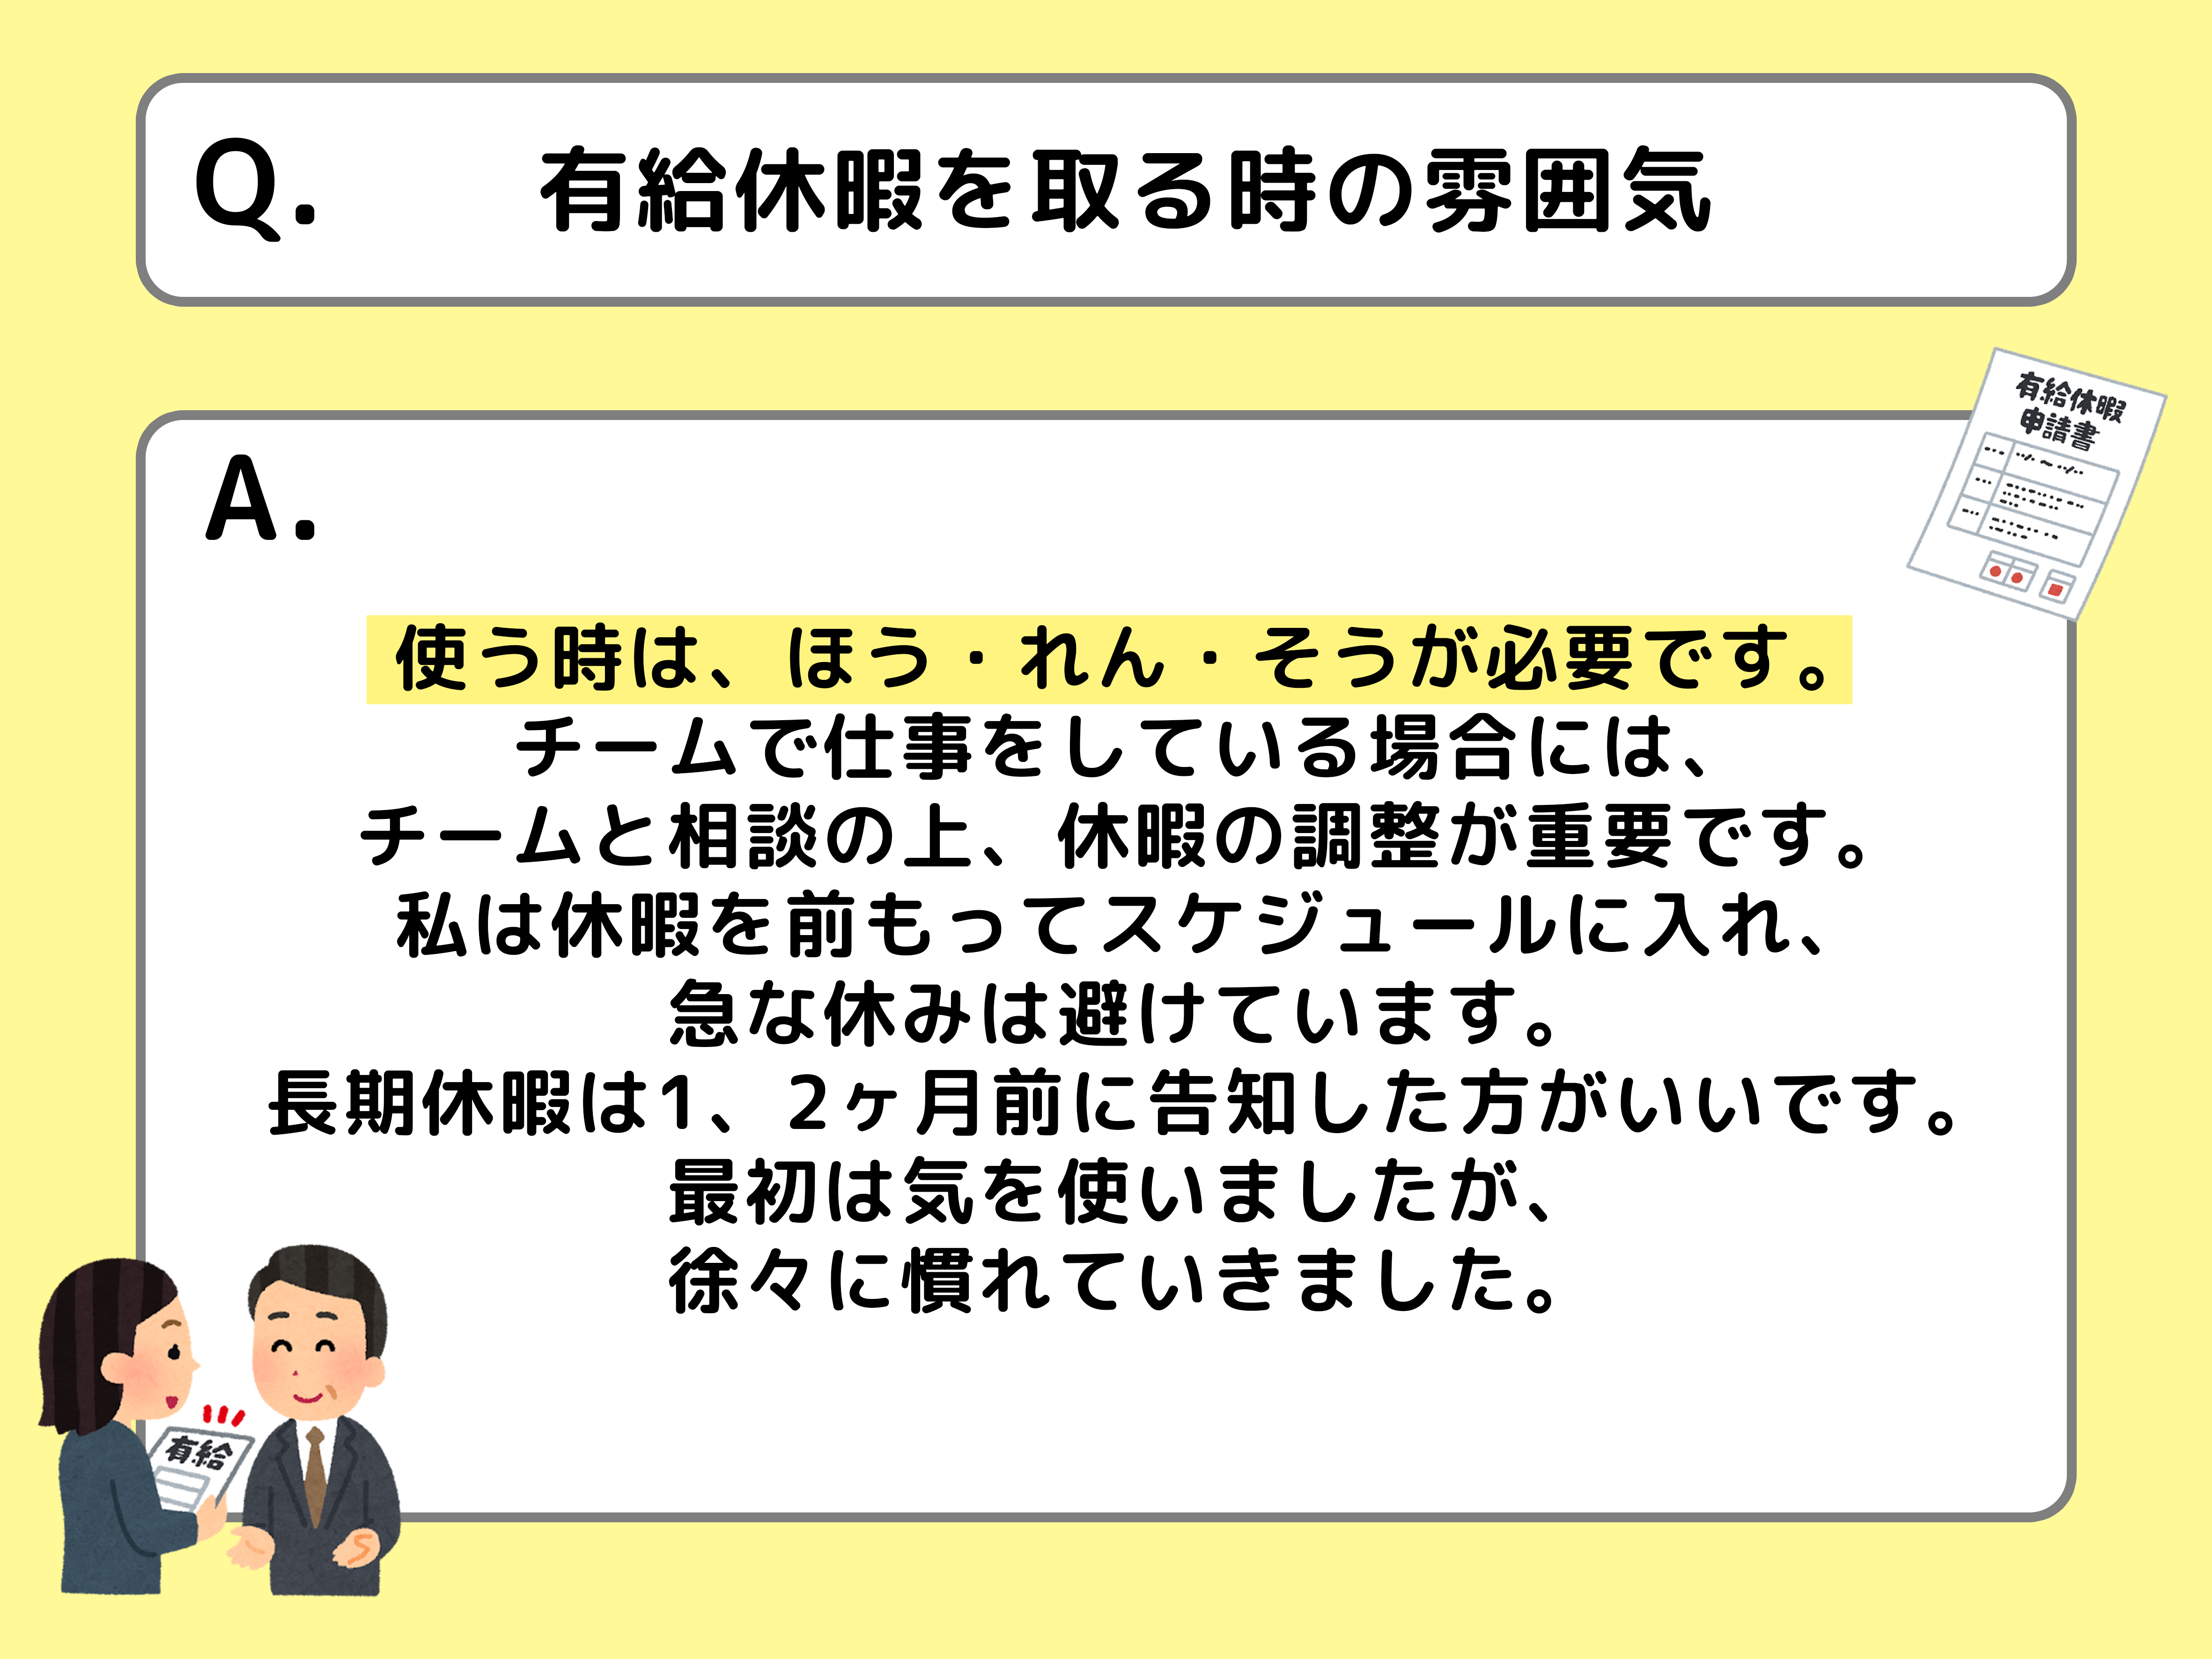 Q. 有給休暇を取る時の雰囲気
有給休暇
申請書
A.
使う時は、ほう・れん・そうが必要です。
チームで仕事をしている場合には、
チームと相談の上、休暇の調整が重要です。
私は休暇を前もってスケジュールに入れ、
急な休みは避けています。
長期休暇は1、2ヶ月前に告知した方がいいです。
最初は気を使いましたが、
徐々に慣れていきました。
有給